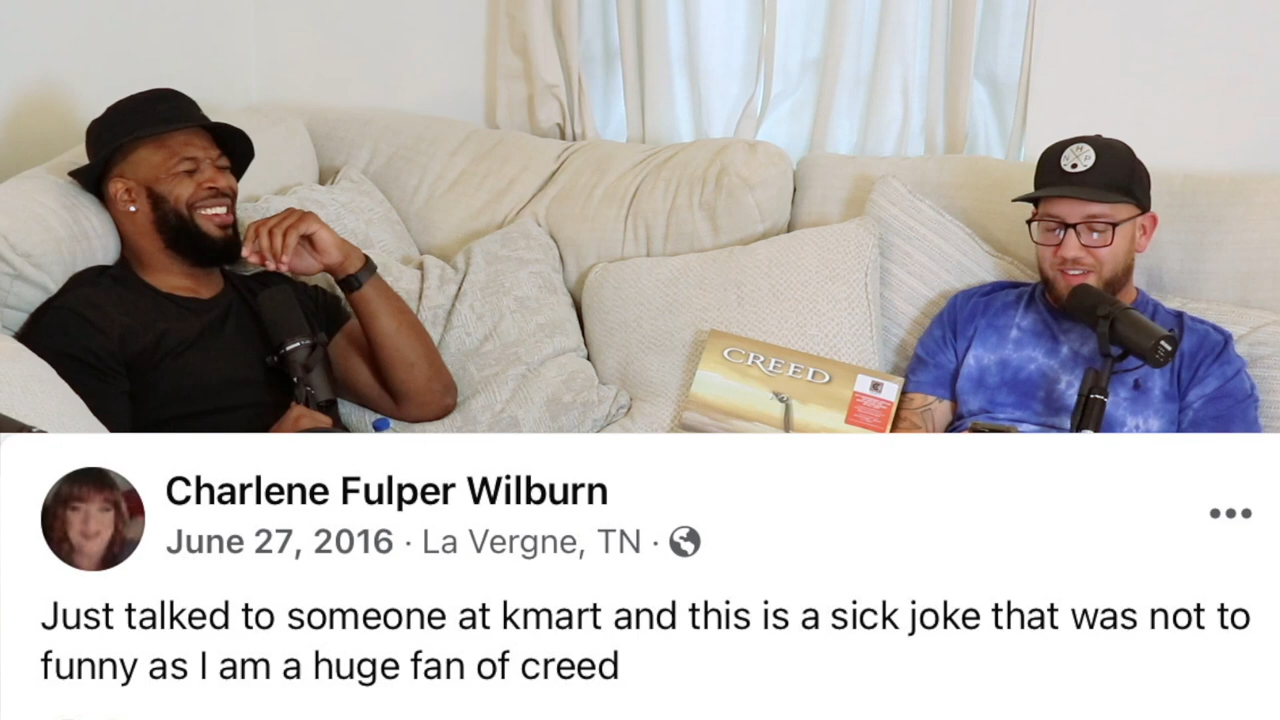 CREED
Charlene Fulper Wilburn
June 27, 2016 · La Vergne, TN ·
Just talked to someone at kmart and this is a sick joke that was not to
funny as I am a huge fan of creed